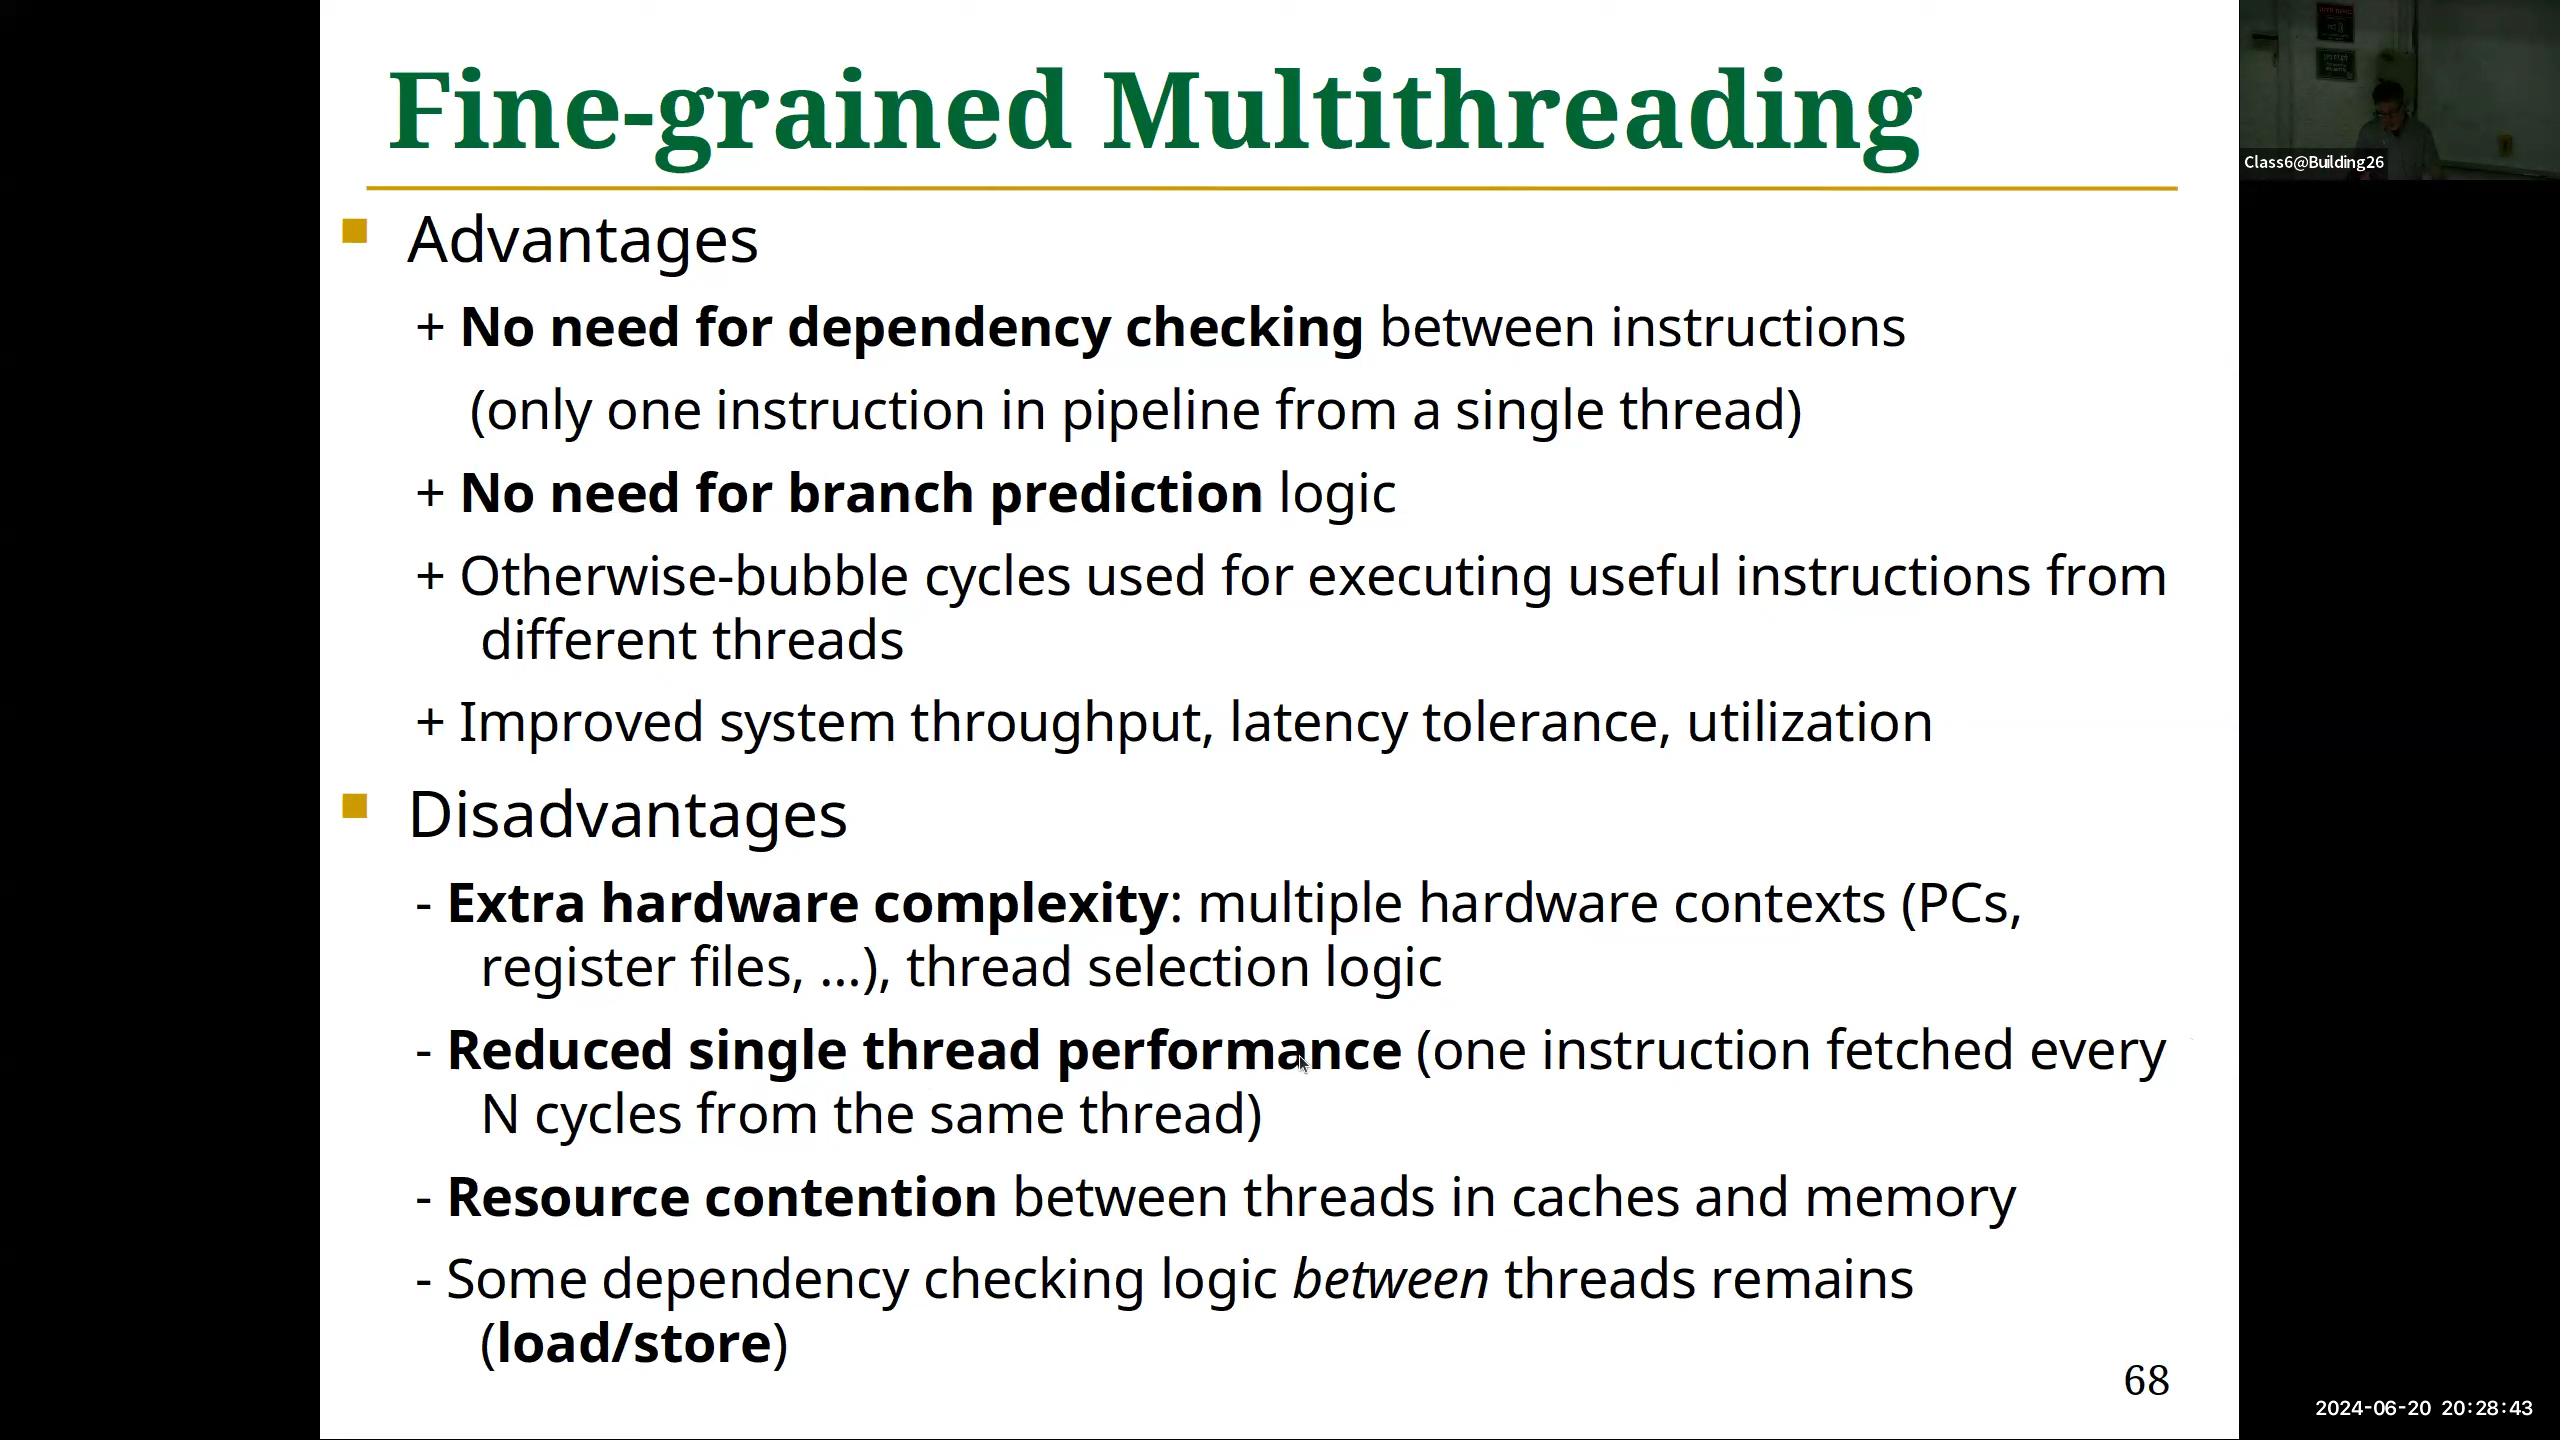 Fine-grained Multithreading
Advantages
+ No need for dependency checking between instructions
(only one instruction in pipeline from a single thread)
+ No need for branch prediction logic
+ Otherwise-bubble cycles used for executing useful instructions from
different threads
+ Improved system throughput, latency tolerance, utilization
Disadvantages
- Extra hardware complexity: multiple hardware contexts (PCs,
register files, …), thread selection logic
- Reduced single thread performance (one instruction fetched every
N cycles from the same thread)
- Resource contention between threads in caches and memory
- Some dependency checking logic between threads remains
(load/store)
68
Class6@Building26
2024-06-20 20:28:43